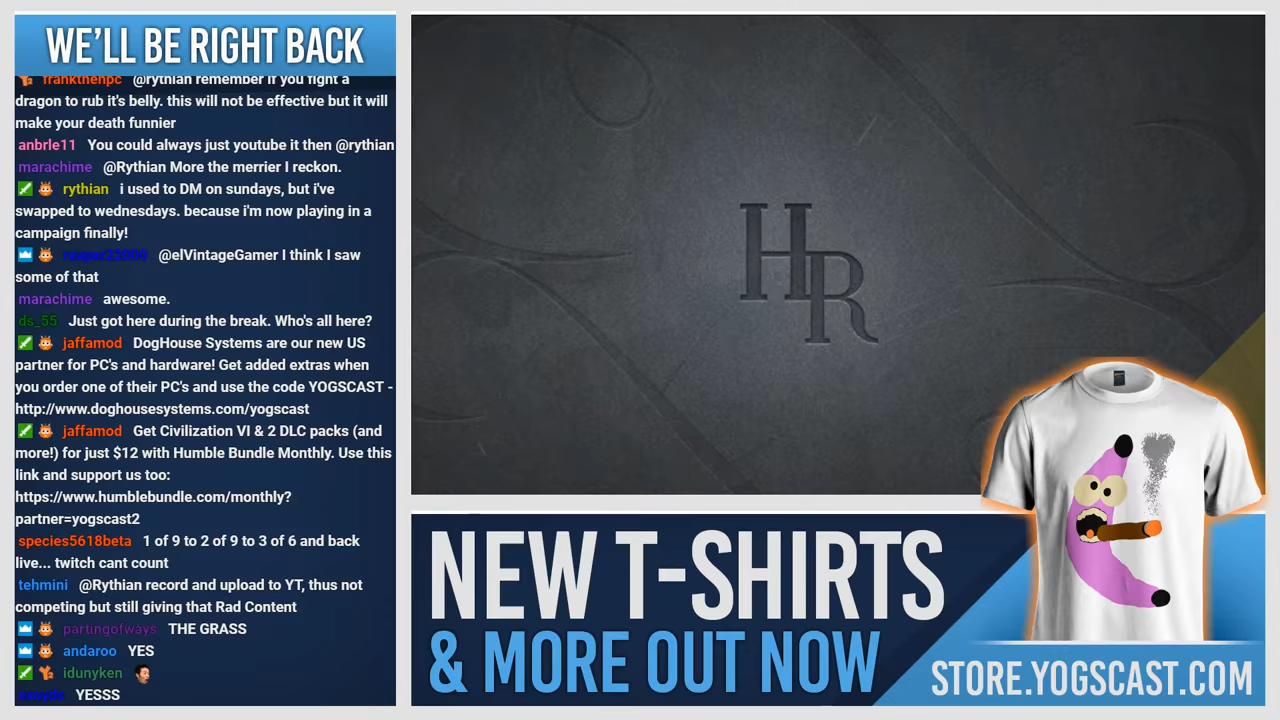 WE'LL BE RIGHT BACK
frankthenpc @rythian remember if you fight a
dragon to rub it's belly. this will not be effective but it will
make your death funnier
anbrle11 You could always just youtube it then @rythian
marachime @Rythian More the merrier I reckon.
rythian i used to DM on sundays, but i've
swapped to wednesdays. because i'm now playing in a
campaign finally!
@elVintageGamer I think I saw
some of that
marachime awesome.
ds_55 Just got here during the break. Who's all here?
jaffamod DogHouse Systems are our new US
partner for PC's and hardware! Get added extras when
you order one of their PC's and use the code YOGSCAST -
http://www.doghousesystems.com/yogscast
jaffamod Get Civilization VI & 2 DLC packs (and
more!) for just $12 with Humble Bundle Monthly. Use this
link and support us too:
https://www.humblebundle.com/monthly?
partner=yogscast2
species5618beta 1 of 9 to 2 of 9 to 3 of 6 and back
live... twitch cant count
tehmini @Rythian record and upload to YT, thus not
competing but still giving that Rad Content
partingofways THE GRASS
andaroo YES
idunyken
YESSS
HR
NEW T-SHIRTS
& MORE OUT NOW
STORE.YOGSCAST.COM